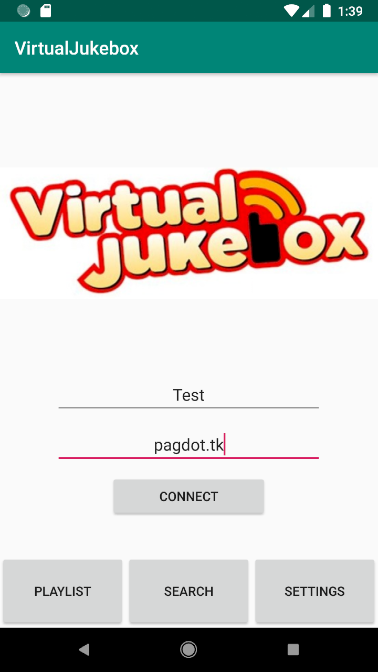 1:39
VirtualJukebox
Virtual
Jukebox
Test
pagdot.tk
CONNECT
PLAYLIST
SEARCH
SETTINGS